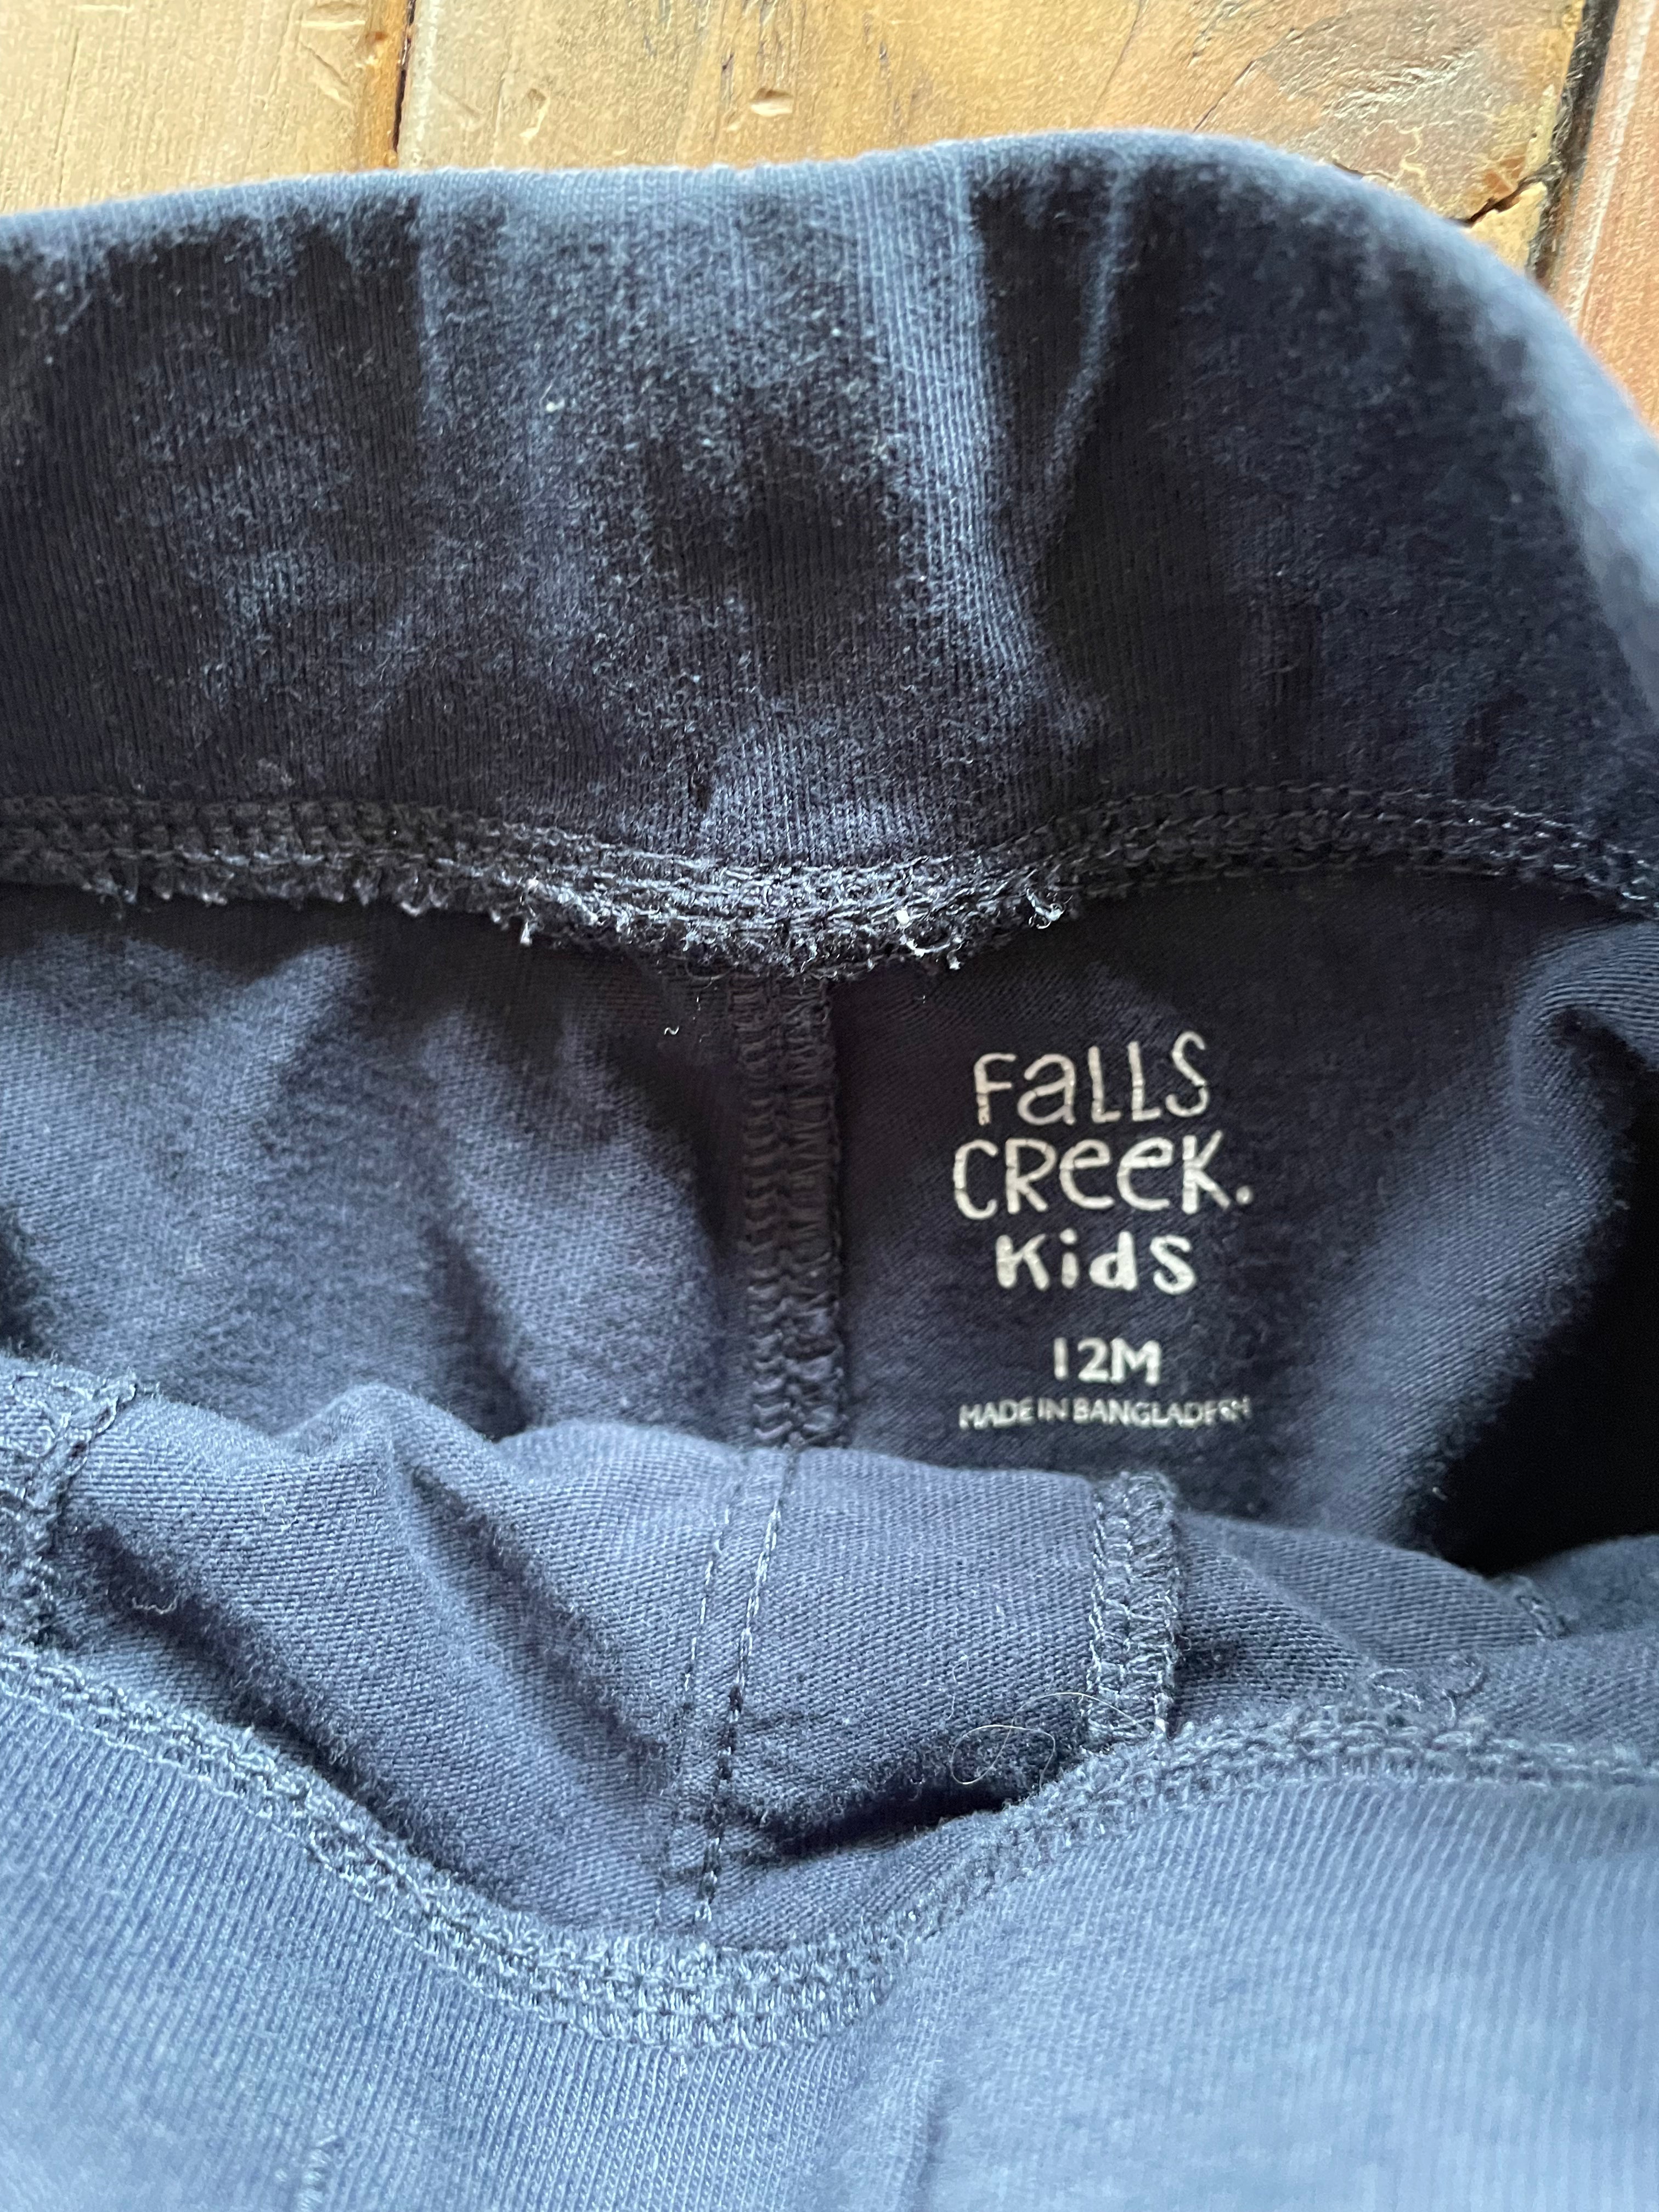 FaLLS
CReeK.
Kids
12M
MADE IN BANGLADESH